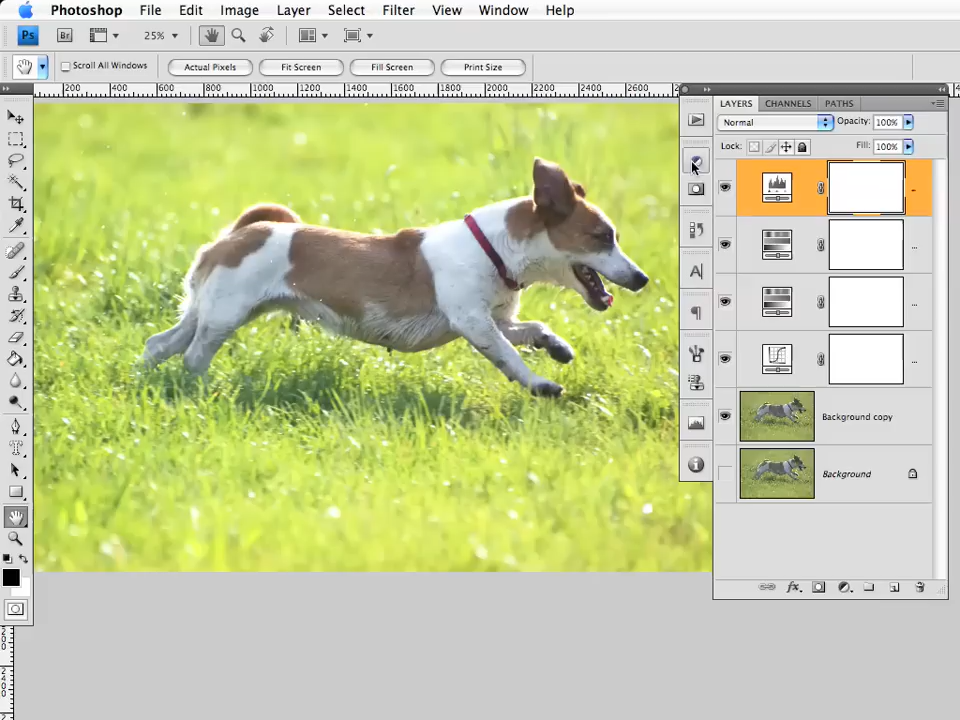 Photoshop File Edit Image Layer Select Filter View Window Help
Ps Br 25%
Scroll All Windows Actual Pixels Fit Screen Fill Screen Print Size
200 400 600 800 1000 1200 1400 1600 1800 2000 2200 2400 2600
LAYERS CHANNELS PATHS
Normal Opacity: 100%
Lock: Fill: 100%
Background copy
Background
fx
2400